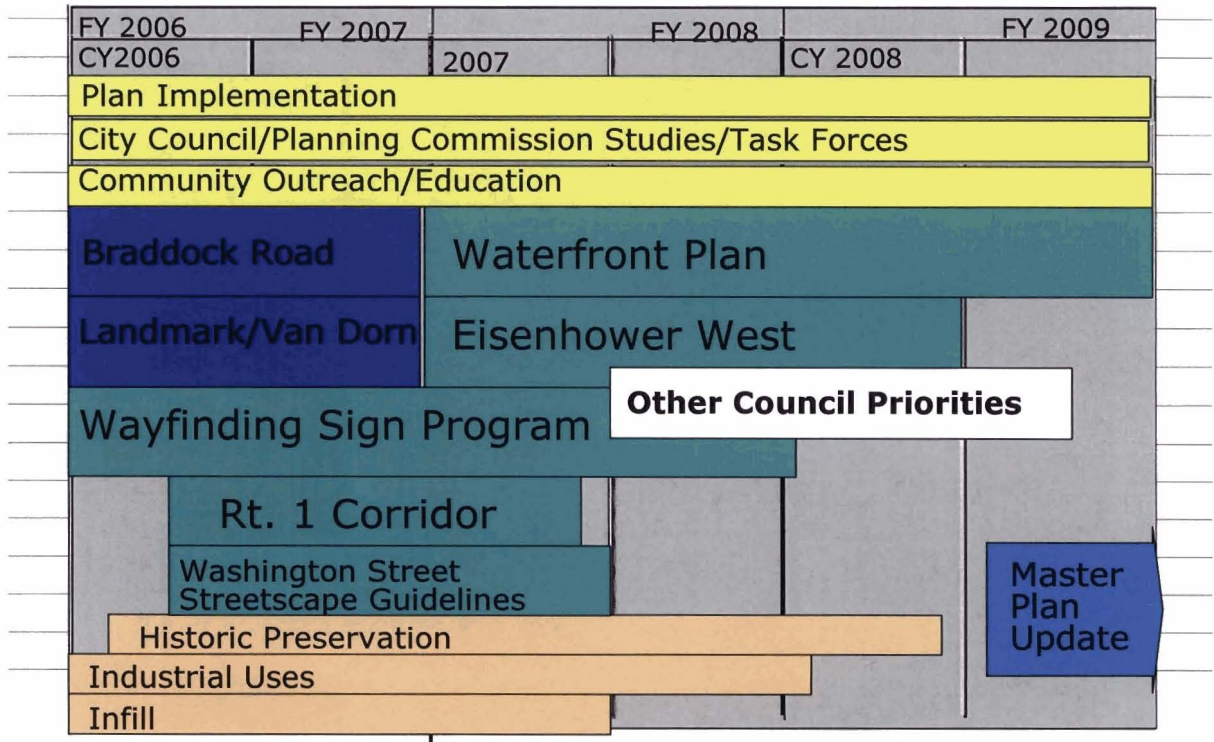 FY 2006 FY 2007 FY 2008 FY 2009
CY2006 2007 CY 2008
Plan Implementation
City Council/Planning Commission Studies/Task Forces
Community Outreach/Education
Braddock Road Waterfront Plan
Landmark/Van Dorn Eisenhower West
Other Council Priorities
Wayfinding Sign Program
Rt. 1 Corridor
Washington Street
Streetscape Guidelines
Master
Plan
Update
Historic Preservation
Industrial Uses
Infill